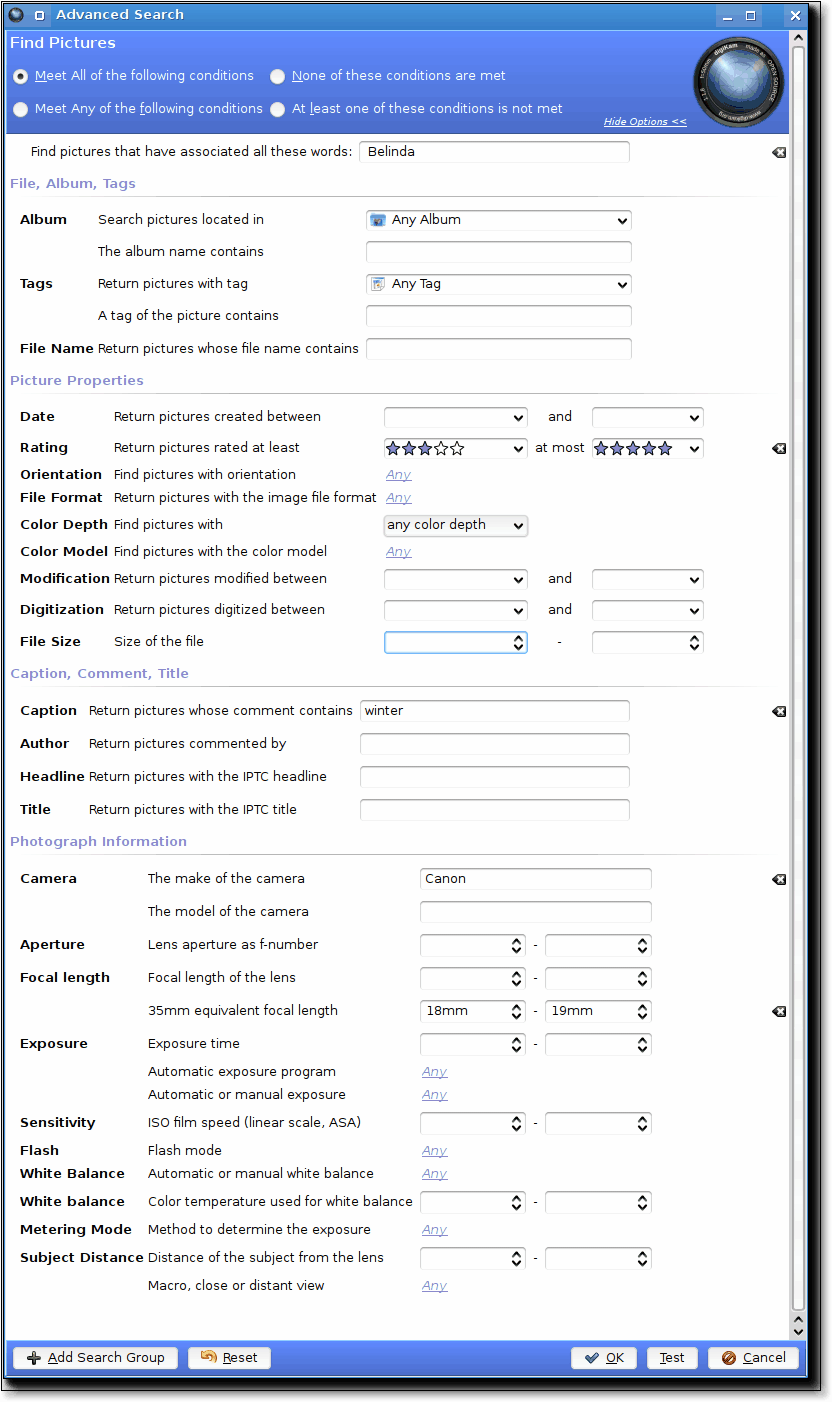 Advanced Search
Find Pictures
Meet All of the following conditions None of these conditions are met
Meet Any of the following conditions At least one of these conditions is not met
Hide Options <<
Find pictures that have associated all these words: Belinda
File, Album, Tags
Album Search pictures located in Any Album
The album name contains
Tags Return pictures with tag Any Tag
A tag of the picture contains
File Name Return pictures whose file name contains
Picture Properties
Date Return pictures created between and
Rating Return pictures rated at least at most
Orientation Find pictures with orientation Any
File Format Return pictures with the image file format Any
Color Depth Find pictures with any color depth
Color Model Find pictures with the color model Any
Modification Return pictures modified between and
Digitization Return pictures digitized between and
File Size Size of the file -
Caption, Comment, Title
Caption Return pictures whose comment contains winter
Author Return pictures commented by
Headline Return pictures with the IPTC headline
Title Return pictures with the IPTC title
Photograph Information
Camera The make of the camera Canon
The model of the camera
Aperture Lens aperture as f-number -
Focal length Focal length of the lens -
35mm equivalent focal length 18mm - 19mm
Exposure Exposure time -
Automatic exposure program Any
Automatic or manual exposure Any
Sensitivity ISO film speed (linear scale, ASA) -
Flash Flash mode Any
White Balance Automatic or manual white balance Any
White balance Color temperature used for white balance -
Metering Mode Method to determine the exposure Any
Subject Distance Distance of the subject from the lens -
Macro, close or distant view Any
Add Search Group Reset OK Test Cancel